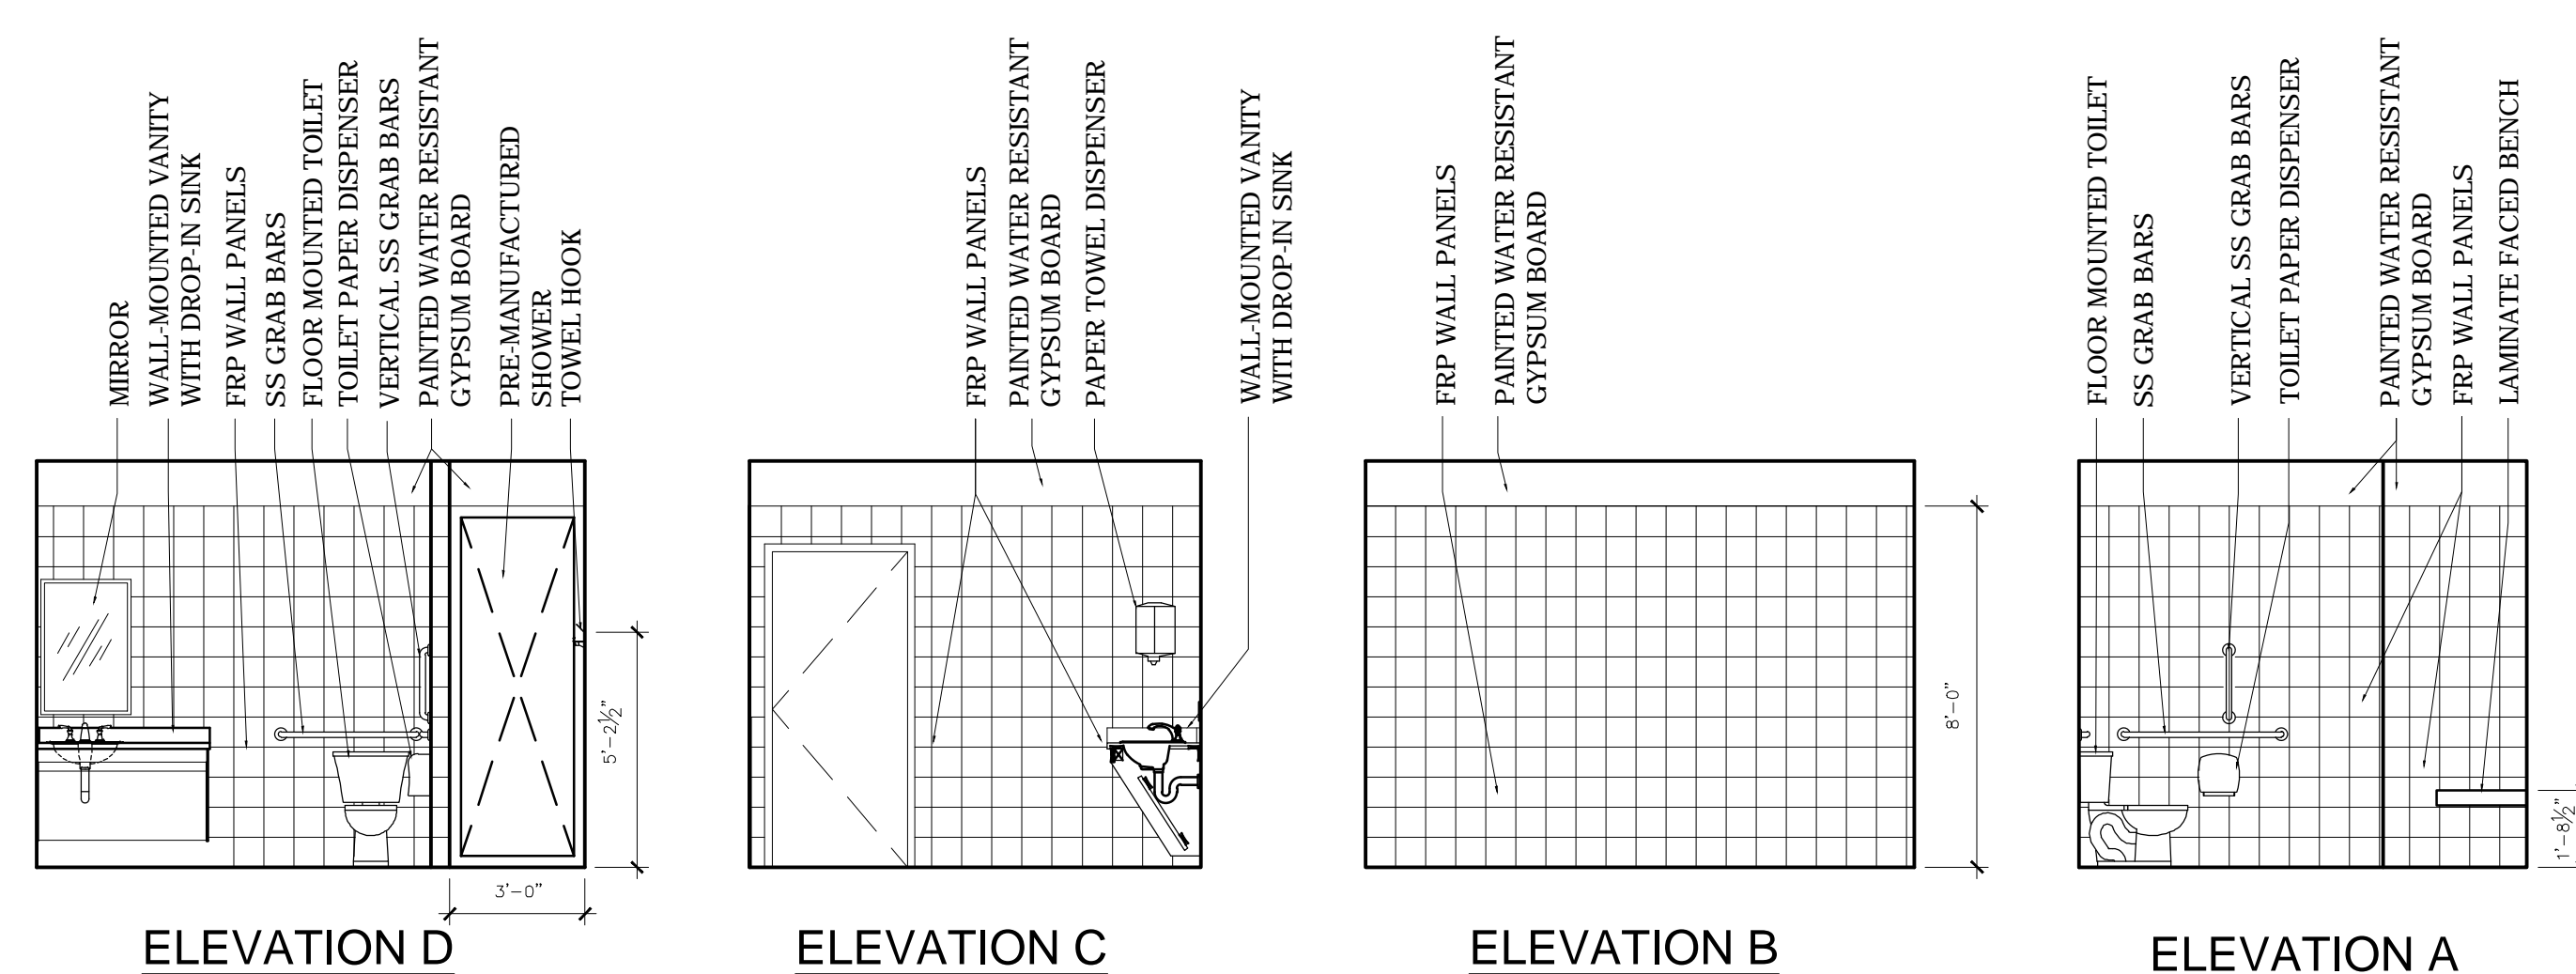 MIRROR
WALL-MOUNTED VANITY
WITH DROP-IN SINK
FRP WALL PANELS
SS GRAB BARS
FLOOR MOUNTED TOILET
TOILET PAPER DISPENSER
VERTICAL SS GRAB BARS
PAINTED WATER RESISTANT
GYPSUM BOARD
PRE-MANUFACTURED
SHOWER
TOWEL HOOK
5'-2½"
3'-0"
ELEVATION D
FRP WALL PANELS
PAINTED WATER RESISTANT
GYPSUM BOARD
PAPER TOWEL DISPENSER
WALL-MOUNTED VANITY
WITH DROP-IN SINK
ELEVATION C
FRP WALL PANELS
PAINTED WATER RESISTANT
GYPSUM BOARD
8'-0"
ELEVATION B
FLOOR MOUNTED TOILET
SS GRAB BARS
VERTICAL SS GRAB BARS
TOILET PAPER DISPENSER
PAINTED WATER RESISTANT
GYPSUM BOARD
FRP WALL PANELS
LAMINATE FACED BENCH
1'-8½"
ELEVATION A